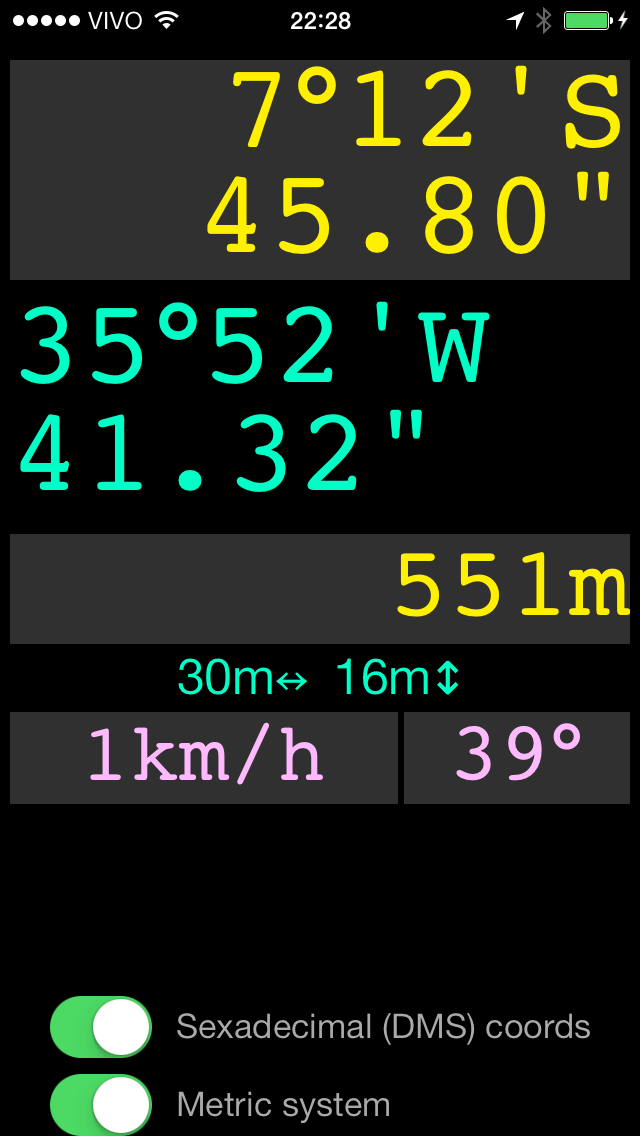 VIVO 22:28
7°12'S
45.80"
35°52'W
41.32"
551m
30m↔ 16m↕
1km/h 39°
Sexadecimal (DMS) coords
Metric system